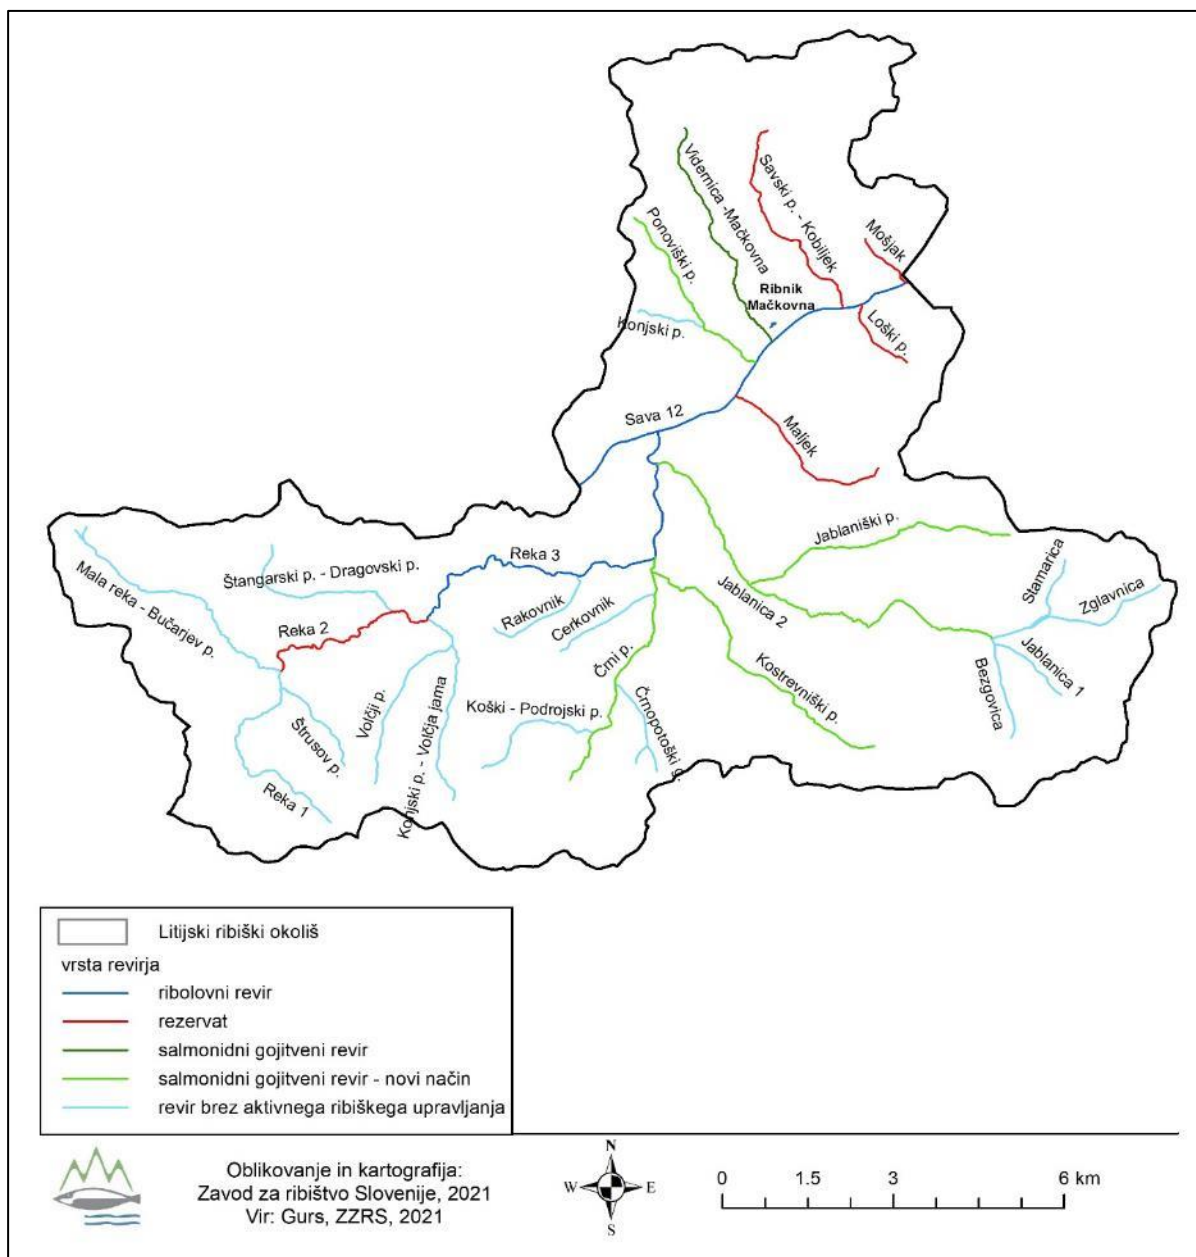 Vidernica -Mačkovna
Savski p. - Kobiljek
Mošjak
Ponoviški p.
Ribnik
Mačkovna
Konjski p.
Loški p.
Sava 12
Maljek
Jablaniški p.
Stamarica
Zglavnica
Reka 3
Štangarski p. - Dragovski p.
Mala reka - Bučarjev p.
Rakovnik
Cerkovnik
Jablanica 2
Reka 2
Jablanica 1
Bezgovica
Črni p.
Kostrevniški p.
Volčji p.
Koški - Podrojski p.
Črnopotoški p.
Štrusov p.
Konjski p. - Volčja jama
Reka 1
Litijski ribiški okoliš
vrsta revirja
ribolovni revir
rezervat
salmonidni gojitveni revir
salmonidni gojitveni revir - novi način
revir brez aktivnega ribiškega upravljanja
Oblikovanje in kartografija:
Zavod za ribištvo Slovenije, 2021
Vir: Gurs, ZZRS, 2021
N
W E
S
0 1.5 3 6 km